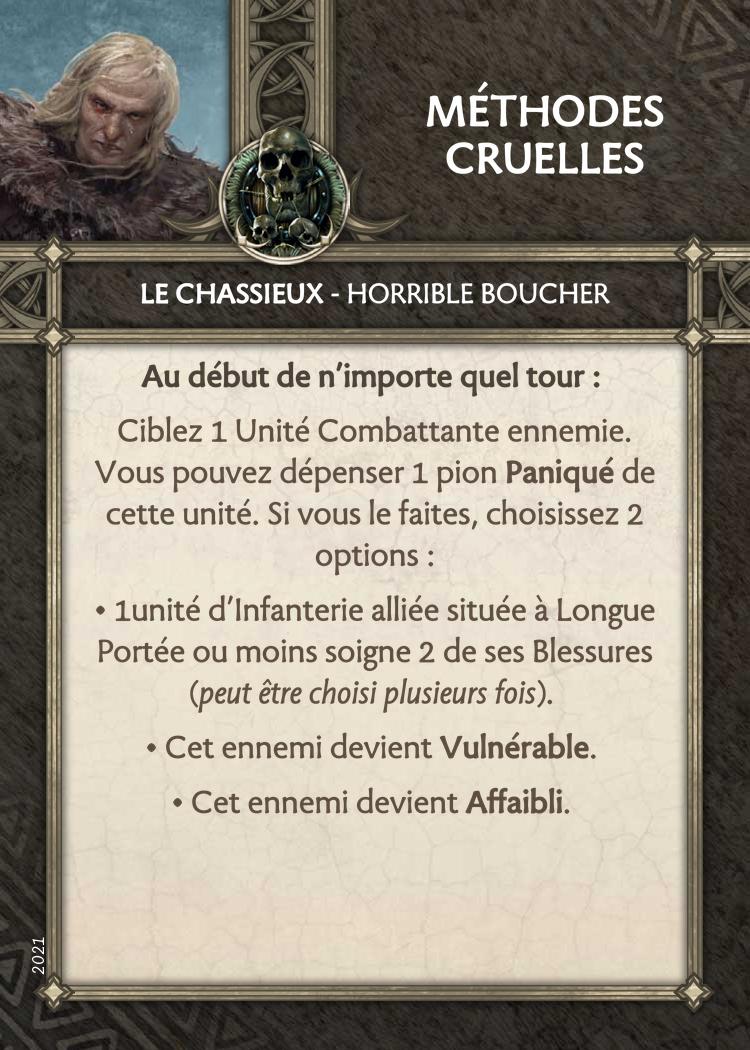 MÉTHODES
CRUELLES
LE CHASSIEUX - HORRIBLE BOUCHER
Au début de n’importe quel tour :
Ciblez 1 Unité Combattante ennemie.
Vous pouvez dépenser 1 pion Paniqué de
cette unité. Si vous le faites, choisissez 2
options :
• 1unité d’Infanterie alliée située à Longue
Portée ou moins soigne 2 de ses Blessures
(peut être choisi plusieurs fois).
• Cet ennemi devient Vulnérable.
• Cet ennemi devient Affaibli.
2021